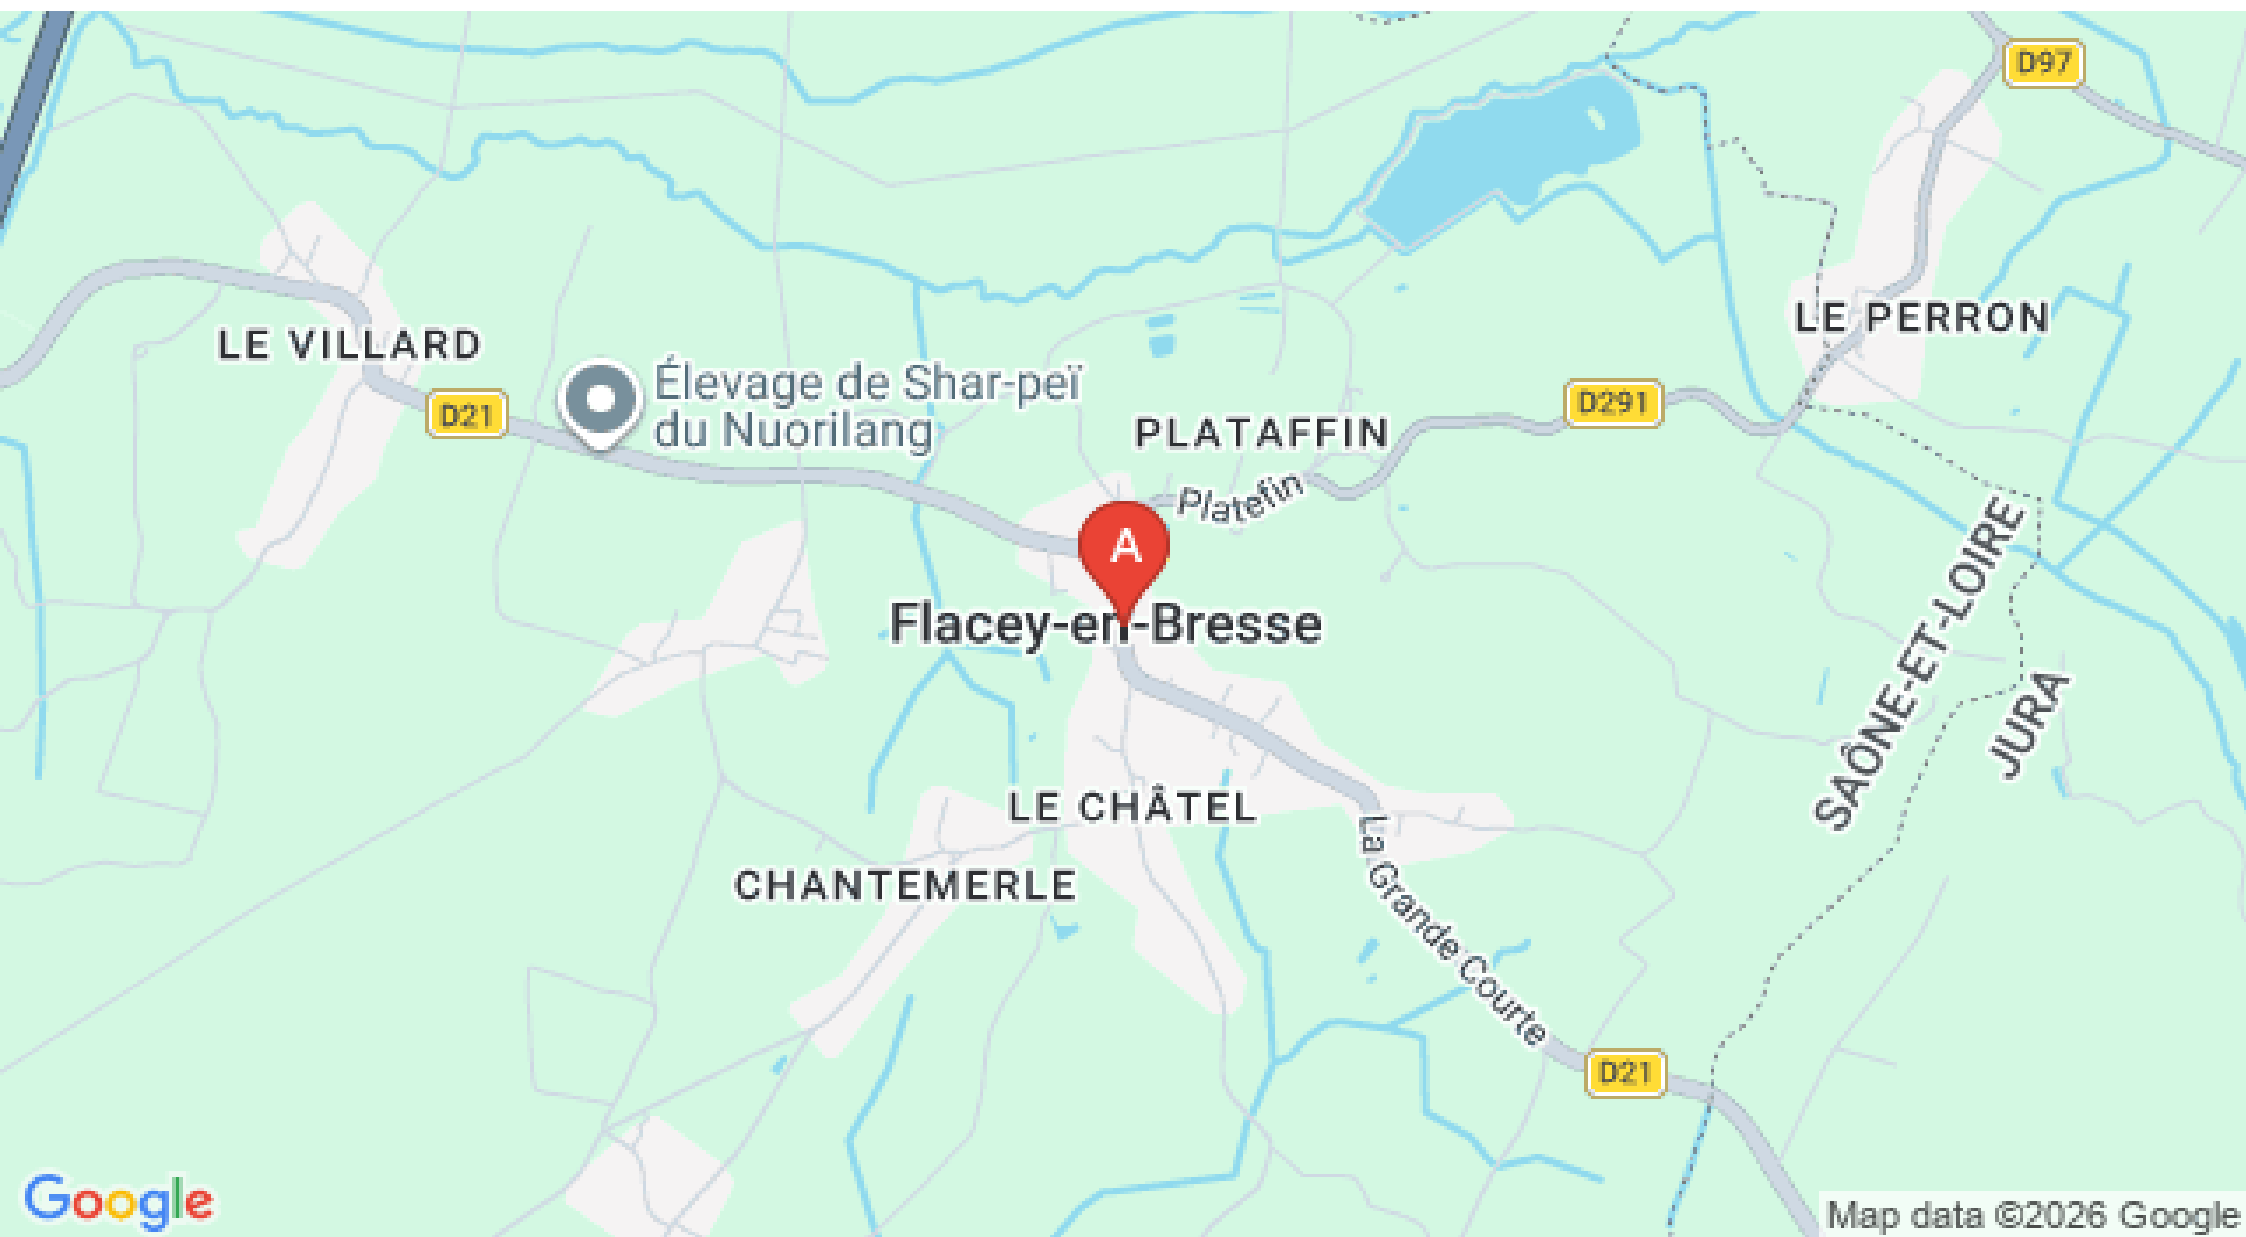 D97
LE PERRON
LE VILLARD
Élevage de Shar-peï
du Nuorilang
D21
D291
PLATAFFIN
Platefin
A
Flacey-en-Bresse
SAÔNE-ET-LOIRE
JURA
LE CHÂTEL
CHANTEMERLE
La Grande Courte
D21
Google
Map data ©2026 Google